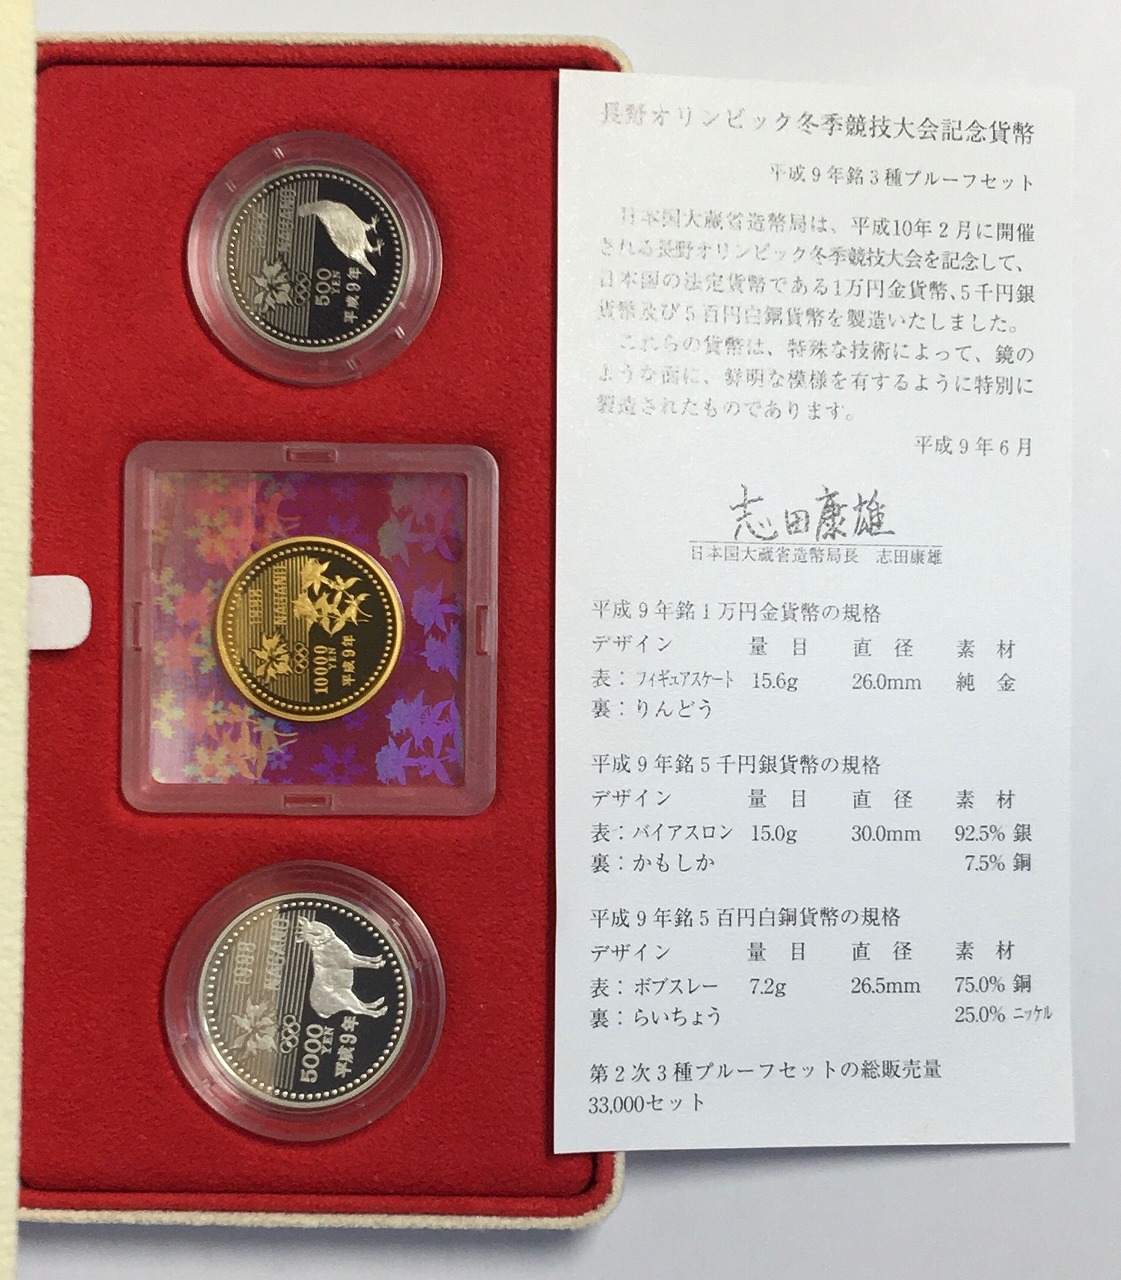 1998
NAGANO
500
YEN
平成9年
1998
NAGANO
10000
YEN
平成9年
1998
NAGANO
5000
YEN
平成9年
長野オリンピック冬季競技大会記念貨幣
平成9年銘3種プルーフセット
日本国大蔵省造幣局は、平成10年2月に開催
される長野オリンピック冬季競技大会を記念して、
日本国の法定貨幣である1万円金貨幣、5千円銀
貨幣及び5百円白銅貨幣を製造いたしました。
これらの貨幣は、特殊な技術によって、鏡の
ような面に、鮮明な模様を有するように特別に
製造されたものであります。
平成9年6月
志田康雄
日本国大蔵省造幣局長 志田康雄
平成9年銘1万円金貨幣の規格
デザイン 量目 直径 素材
表：フィギュアスケート 15.6g 26.0mm 純金
裏：りんどう
平成9年銘5千円銀貨幣の規格
デザイン 量目 直径 素材
表：バイアスロン 15.0g 30.0mm 92.5% 銀
裏：かもしか 7.5% 銅
平成9年銘5百円白銅貨幣の規格
デザイン 量目 直径 素材
表：ボブスレー 7.2g 26.5mm 75.0% 銅
裏：らいちょう 25.0% ニッケル
第2次3種プルーフセットの総販売量
33,000セット